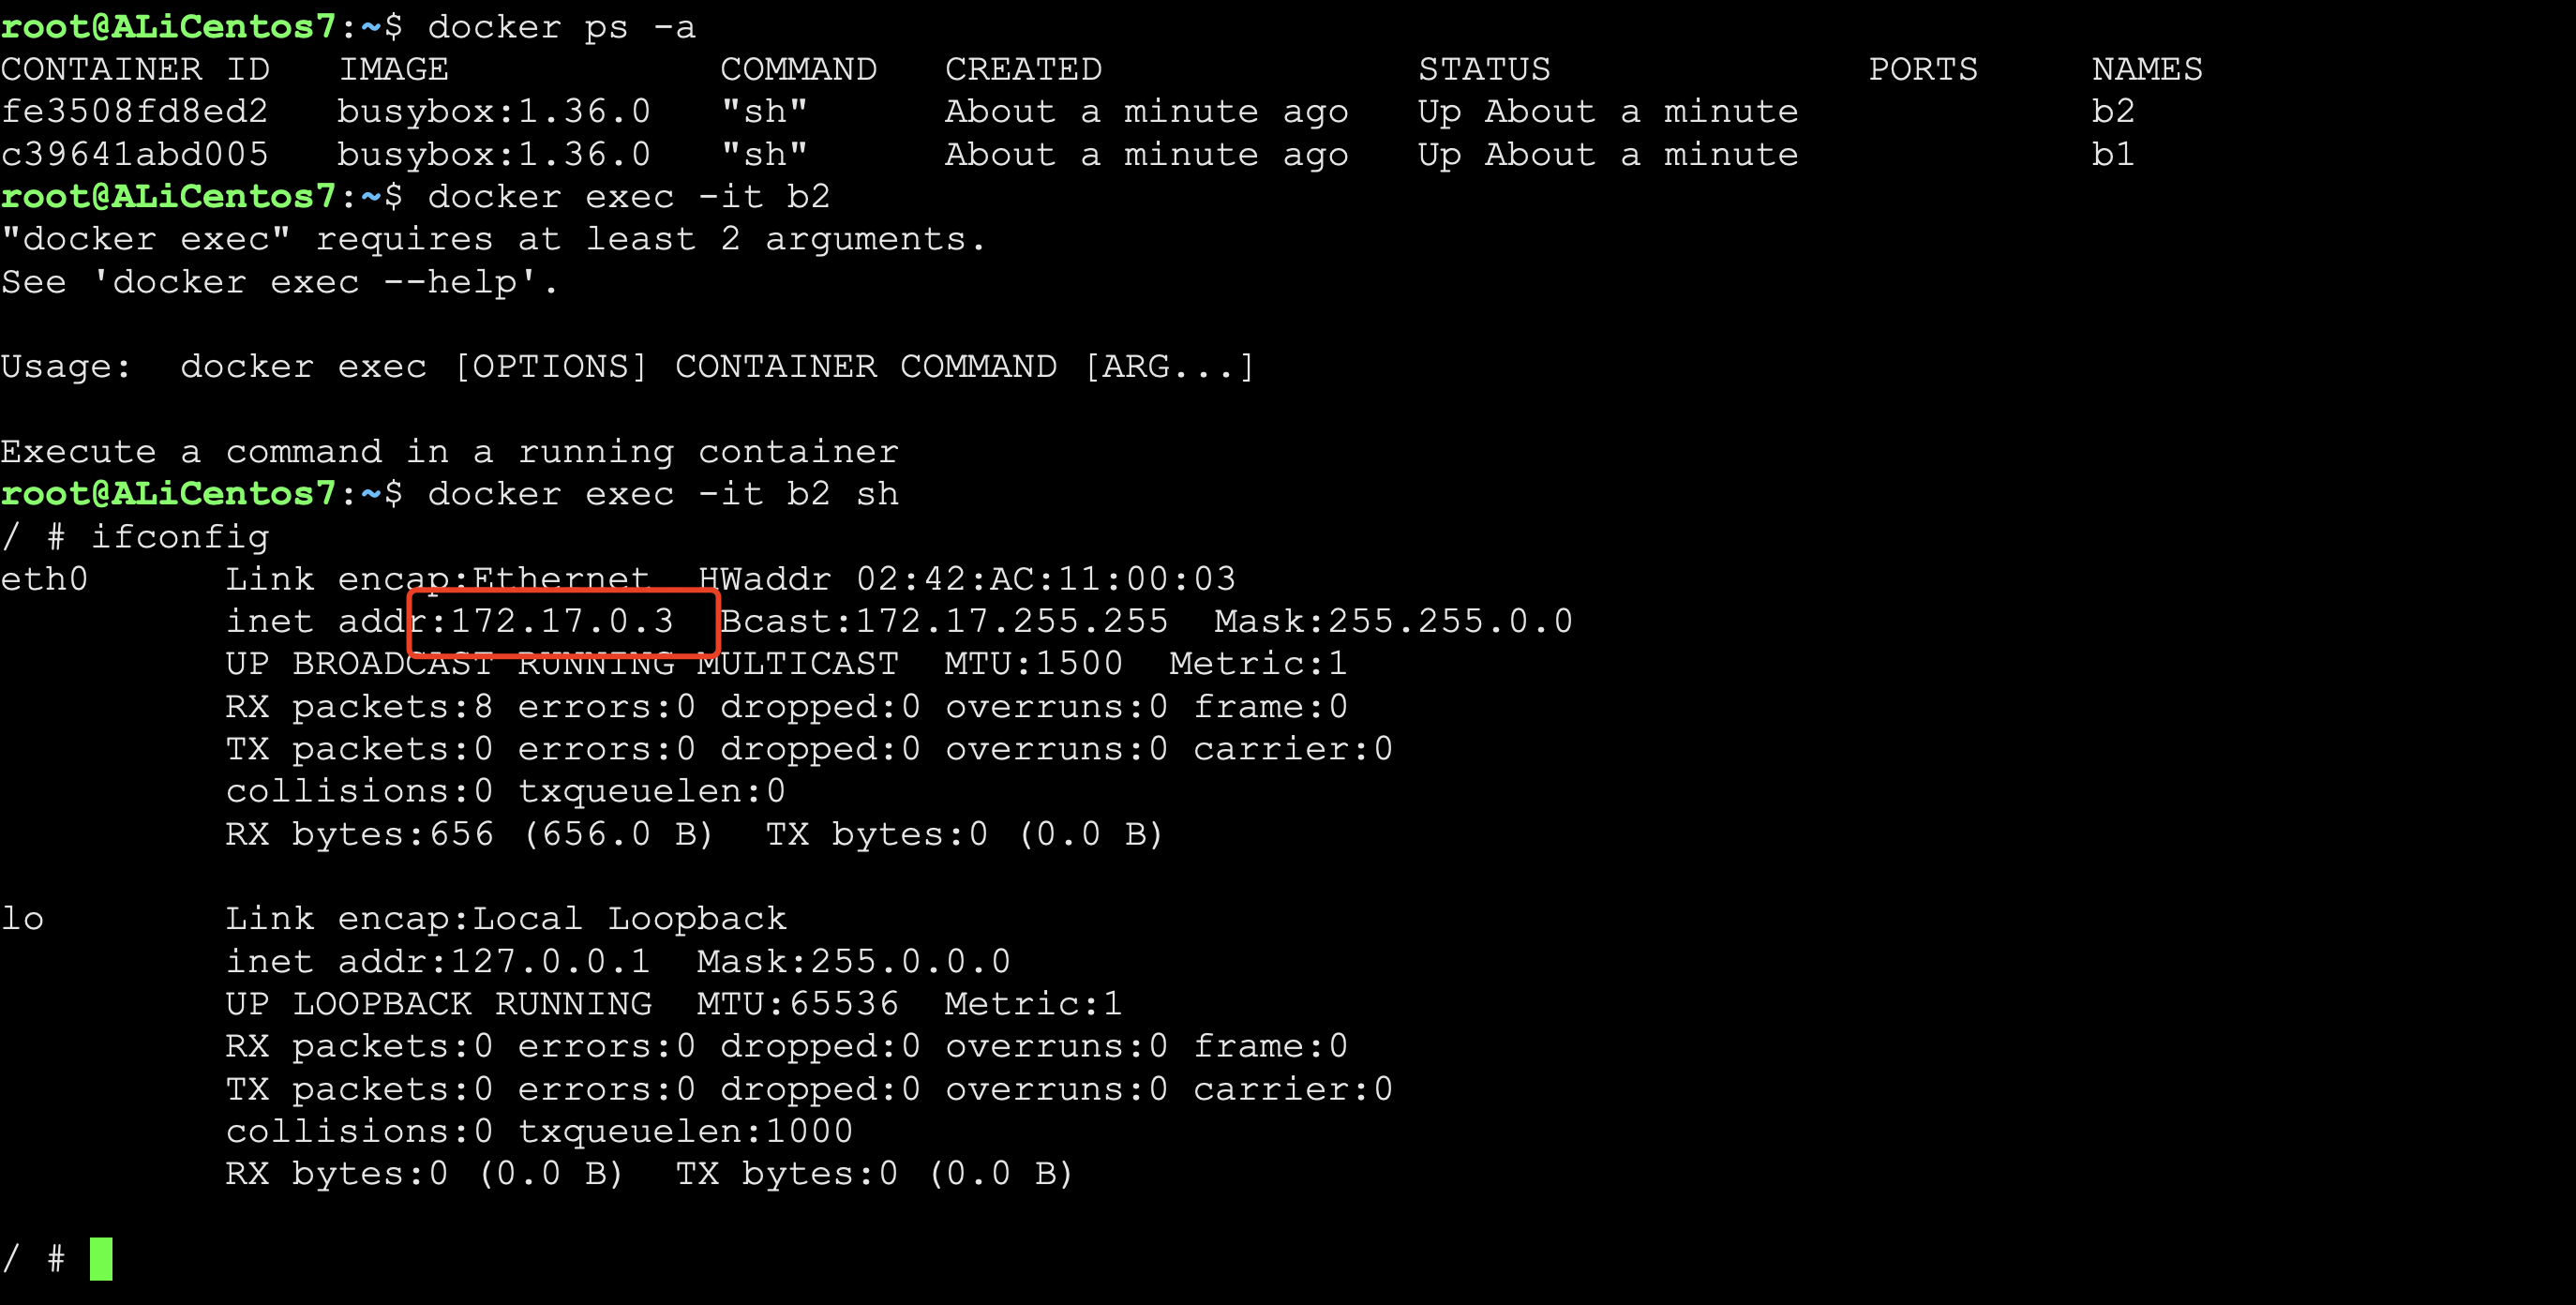 root@ALiCentos7:~$ docker ps -a
CONTAINER ID   IMAGE            COMMAND   CREATED              STATUS              PORTS     NAMES
fe3508fd8ed2   busybox:1.36.0   "sh"      About a minute ago   Up About a minute             b2
c39641abd005   busybox:1.36.0   "sh"      About a minute ago   Up About a minute             b1
root@ALiCentos7:~$ docker exec -it b2
"docker exec" requires at least 2 arguments.
See 'docker exec --help'.

Usage:  docker exec [OPTIONS] CONTAINER COMMAND [ARG...]

Execute a command in a running container
root@ALiCentos7:~$ docker exec -it b2 sh
/ # ifconfig
eth0      Link encap:Ethernet  HWaddr 02:42:AC:11:00:03
          inet addr:172.17.0.3  Bcast:172.17.255.255  Mask:255.255.0.0
          UP BROADCAST RUNNING MULTICAST  MTU:1500  Metric:1
          RX packets:8 errors:0 dropped:0 overruns:0 frame:0
          TX packets:0 errors:0 dropped:0 overruns:0 carrier:0
          collisions:0 txqueuelen:0
          RX bytes:656 (656.0 B)  TX bytes:0 (0.0 B)

lo        Link encap:Local Loopback
          inet addr:127.0.0.1  Mask:255.0.0.0
          UP LOOPBACK RUNNING  MTU:65536  Metric:1
          RX packets:0 errors:0 dropped:0 overruns:0 frame:0
          TX packets:0 errors:0 dropped:0 overruns:0 carrier:0
          collisions:0 txqueuelen:1000
          RX bytes:0 (0.0 B)  TX bytes:0 (0.0 B)

/ #